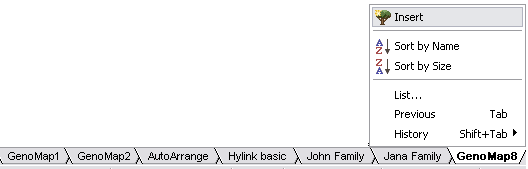 Insert
Sort by Name
Sort by Size
List...
Previous Tab
History Shift+Tab
GenoMap1 GenoMap2 AutoArrange Hylink basic John Family Jana Family GenoMap8